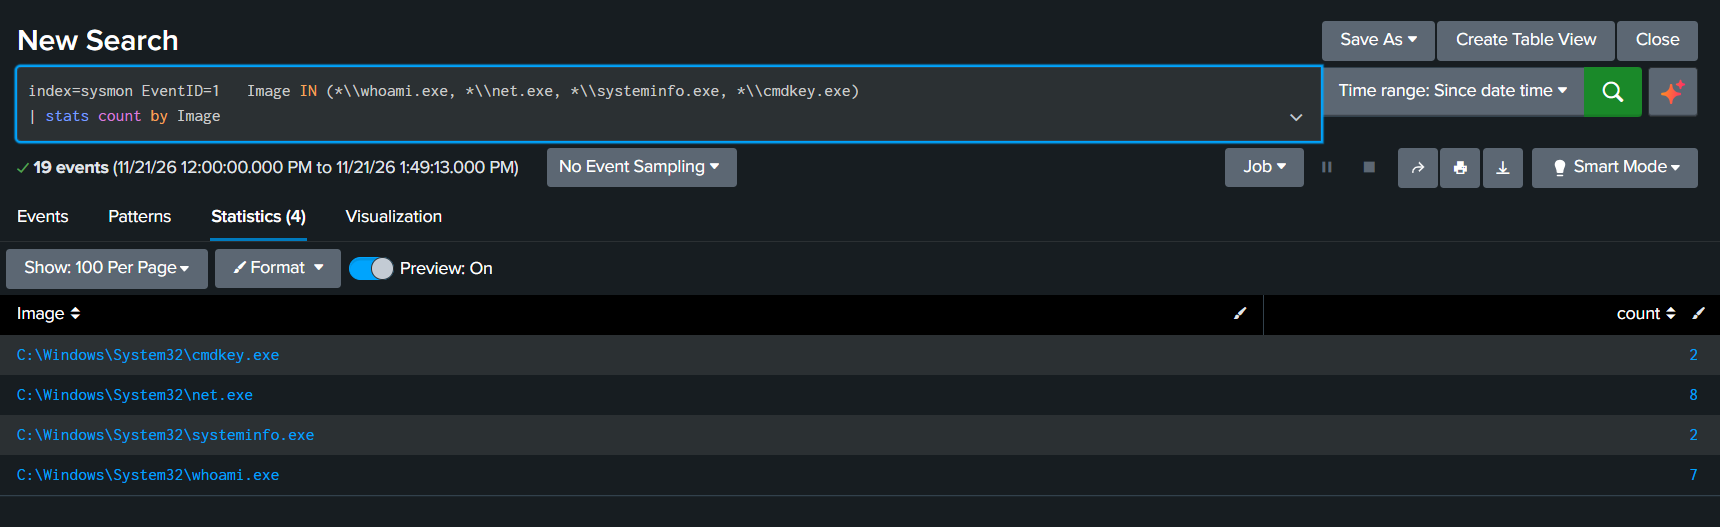 New Search
Save As Create Table View Close
index=sysmon EventID=1   Image IN (*\\whoami.exe, *\\net.exe, *\\systeminfo.exe, *\\cmdkey.exe)
| stats count by Image
Time range: Since date time
19 events (11/21/26 12:00:00.000 PM to 11/21/26 1:49:13.000 PM) No Event Sampling Job Smart Mode
Events Patterns Statistics (4) Visualization
Show: 100 Per Page Format Preview: On
Image count
C:\Windows\System32\cmdkey.exe 2
C:\Windows\System32\net.exe 8
C:\Windows\System32\systeminfo.exe 2
C:\Windows\System32\whoami.exe 7